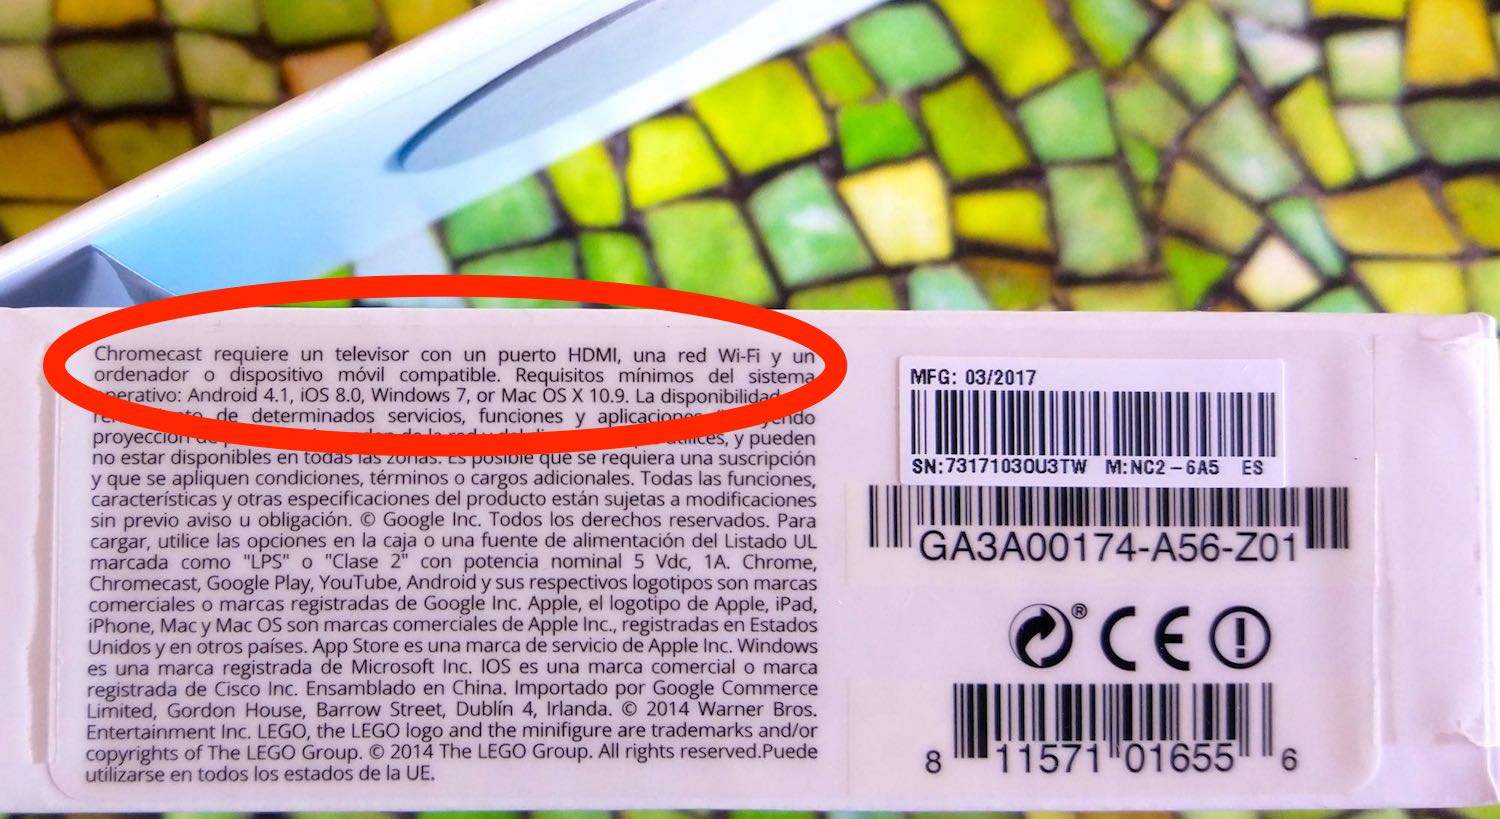 Chromecast requiere un televisor con un puerto HDMI, una red Wi-Fi y un
ordenador o dispositivo móvil compatible. Requisitos mínimos del sistema
operativo: Android 4.1, iOS 8.0, Windows 7, or Mac OS X 10.9. La disponibilidad
de determinados servicios, funciones y aplicaciones
proyección de y pueden
no estar disponibles en todas las zonas. Es posible que se requiera una suscripción
y que se apliquen condiciones, términos o cargos adicionales. Todas las funciones,
características y otras especificaciones del producto están sujetas a modificaciones
sin previo aviso u obligación. © Google Inc. Todos los derechos reservados. Para
cargar, utilice las opciones en la caja o una fuente de alimentación del Listado UL
marcada como "LPS" o "Clase 2" con potencia nominal 5 Vdc, 1A. Chrome,
Chromecast, Google Play, YouTube, Android y sus respectivos logotipos son marcas
comerciales o marcas registradas de Google Inc. Apple, el logotipo de Apple, iPad,
iPhone, Mac y Mac OS son marcas comerciales de Apple Inc., registradas en Estados
Unidos y en otros países. App Store es una marca de servicio de Apple Inc. Windows
es una marca registrada de Microsoft Inc. IOS es una marca comercial o marca
registrada de Cisco Inc. Ensamblado en China. Importado por Google Commerce
Limited, Gordon House, Barrow Street, Dublín 4, Irlanda. © 2014 Warner Bros.
Entertainment Inc. LEGO, the LEGO logo and the minifigure are trademarks and/or
copyrights of The LEGO Group. © 2014 The LEGO Group. All rights reserved.Puede
utilizarse en todos los estados de la UE.
MFG: 03/2017
SN:7317103OU3TW M:NC2-6A5 ES
GA3A00174-A56-Z01
® CE
8 11571 01655 6